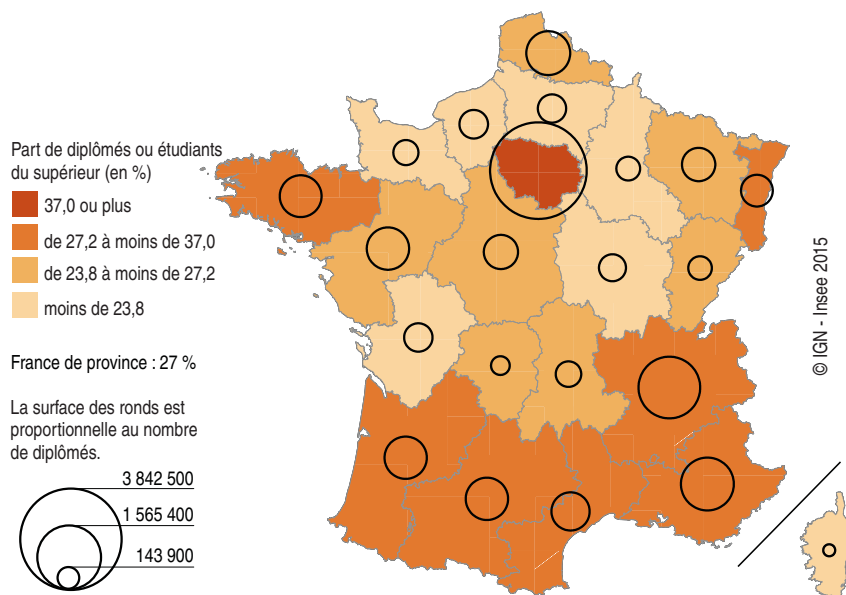 Part de diplômés ou étudiants
du supérieur (en %)
37,0 ou plus
de 27,2 à moins de 37,0
de 23,8 à moins de 27,2
moins de 23,8
France de province : 27 %
La surface des ronds est
proportionnelle au nombre
de diplômés.
3 842 500
1 565 400
143 900
© IGN - Insee 2015